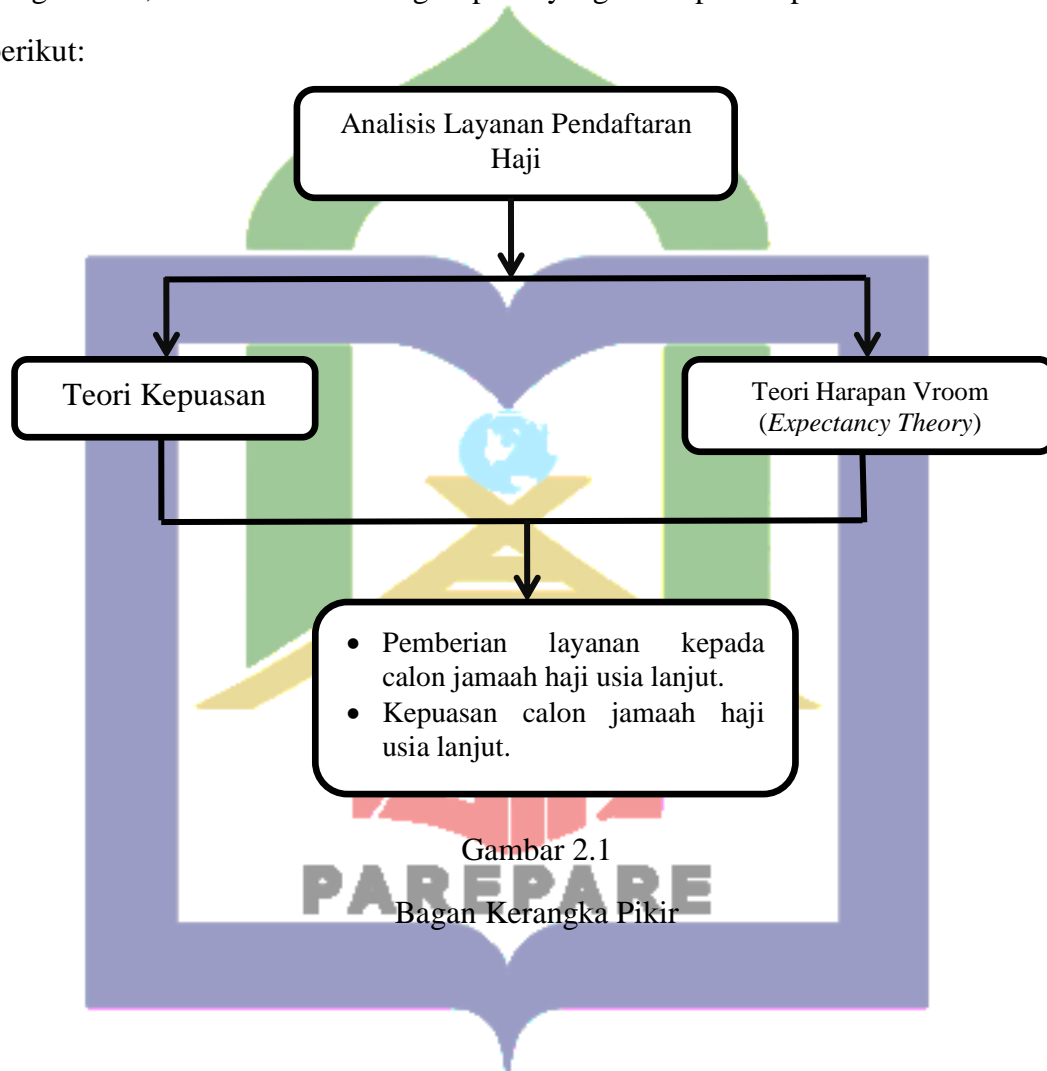 berikut:
Analisis Layanan Pendaftaran
Haji
Teori Kepuasan
Teori Harapan Vroom
(Expectancy Theory)
• Pemberian layanan kepada
calon jamaah haji usia lanjut.
• Kepuasan calon jamaah haji
usia lanjut.
Gambar 2.1
PAREPARE
Bagan Kerangka Pikir